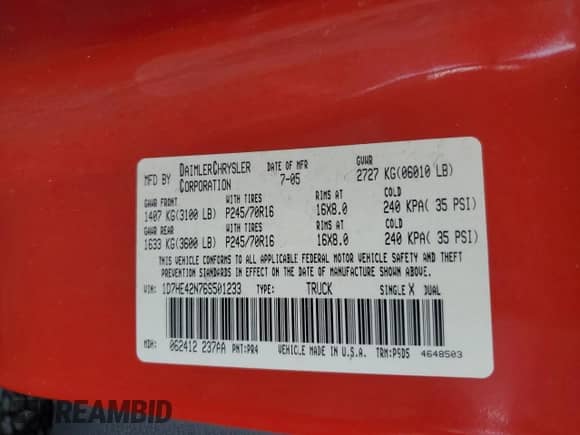 MFD BY DAIMLERCHRYSLER CORPORATION DATE OF MFR 7-05 GVWR 2727 KG(06010 LB)
GAWR FRONT WITH TIRES RIMS AT COLD
1407 KG(3100 LB) P245/70R16 16X8.0 240 KPA( 35 PSI)
GAWR REAR WITH TIRES RIMS AT COLD
1633 KG(3600 LB) P245/70R16 16X8.0 240 KPA( 35 PSI)
THIS VEHICLE CONFORMS TO ALL APPLICABLE FEDERAL MOTOR VEHICLE SAFETY AND THEFT
PREVENTION STANDARDS IN EFFECT ON THE DATE OF MANUFACTURE SHOWN ABOVE.
VIN: 1D7HE42N76S501233 TYPE: TRUCK SINGLE X DUAL
MDH: 062412 237AA PNT:PR4 VEHICLE MADE IN U.S.A. TRM:P5D5 4648503
DREAMBID